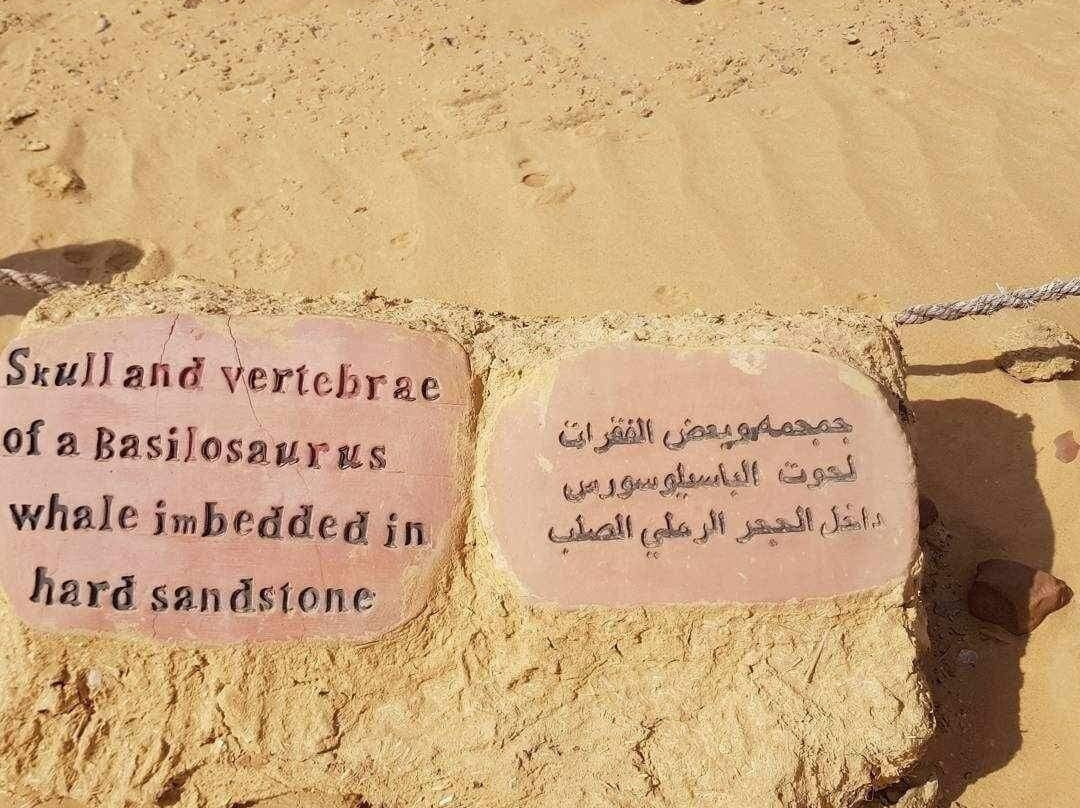 Skull and vertebrae
of a Basilosaurus
whale imbedded in
hard sandstone
جمجمه وبعض الفقرات
لحوت الباسيلوسورس
داخل الحجر الرملي الصلب